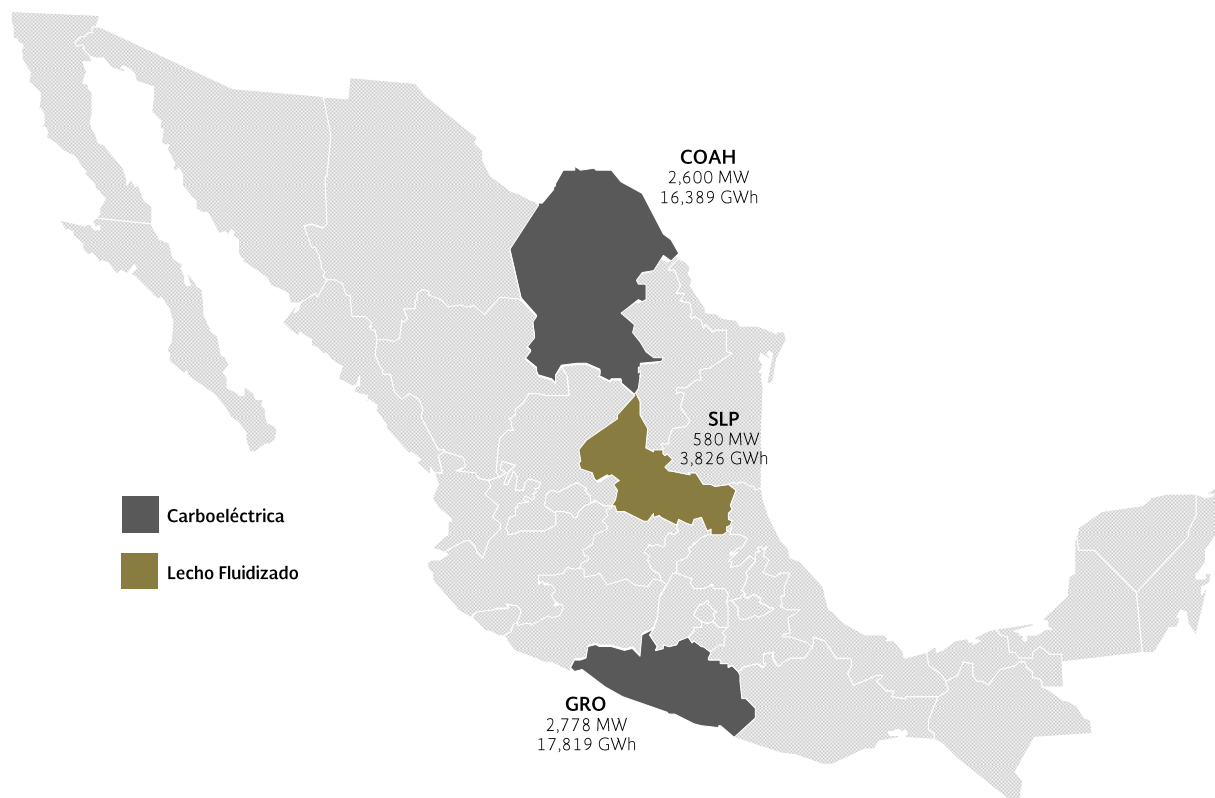 COAH
2,600 MW
16,389 GWh
SLP
580 MW
3,826 GWh
Carboeléctrica
Lecho Fluidizado
GRO
2,778 MW
17,819 GWh